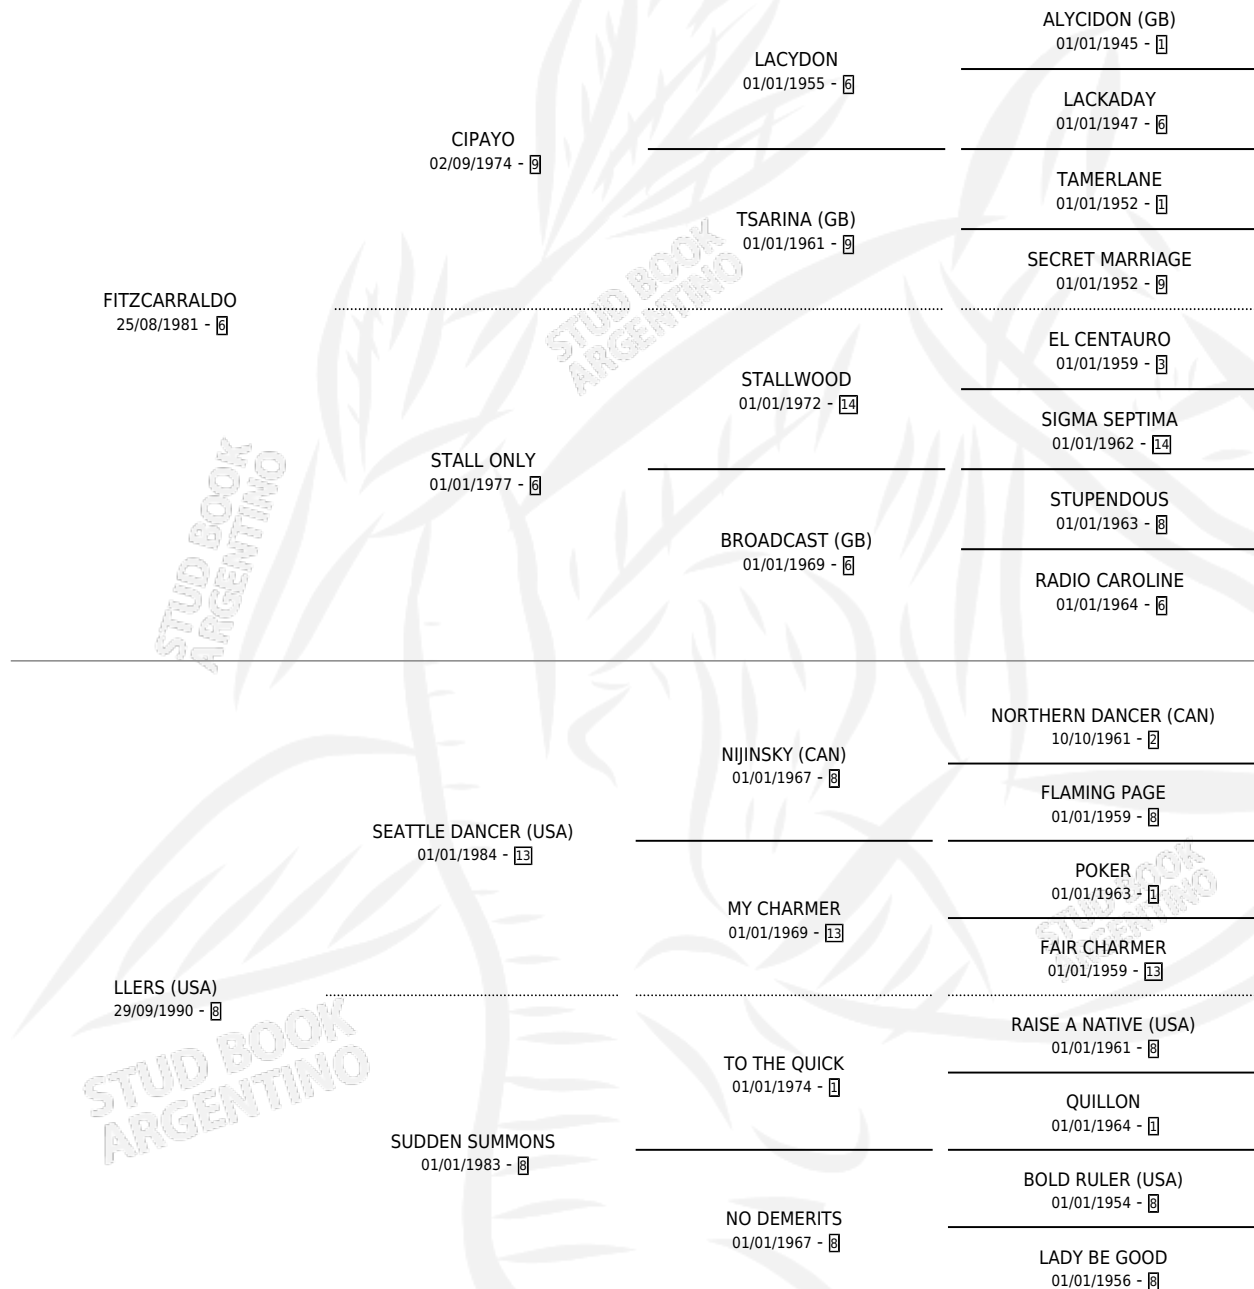 ALYCIDON (GB)
01/01/1945 - 1
LACYDON
01/01/1955 - 6
LACKADAY
01/01/1947 - 6
CIPAYO
02/09/1974 - 9
TAMERLANE
01/01/1952 - 1
TSARINA (GB)
01/01/1961 - 9
SECRET MARRIAGE
01/01/1952 - 9
FITZCARRALDO
25/08/1981 - 6
EL CENTAURO
01/01/1959 - 3
STALLWOOD
01/01/1972 - 14
SIGMA SEPTIMA
01/01/1962 - 14
STALL ONLY
01/01/1977 - 6
STUPENDOUS
01/01/1963 - 8
BROADCAST (GB)
01/01/1969 - 6
RADIO CAROLINE
01/01/1964 - 6
NORTHERN DANCER (CAN)
10/10/1961 - 2
NIJINSKY (CAN)
01/01/1967 - 8
FLAMING PAGE
01/01/1959 - 8
SEATTLE DANCER (USA)
01/01/1984 - 13
POKER
01/01/1963 - 1
MY CHARMER
01/01/1969 - 13
FAIR CHARMER
01/01/1959 - 13
LLERS (USA)
29/09/1990 - 8
RAISE A NATIVE (USA)
01/01/1961 - 8
TO THE QUICK
01/01/1974 - 1
QUILLON
01/01/1964 - 1
SUDDEN SUMMONS
01/01/1983 - 8
BOLD RULER (USA)
01/01/1954 - 8
NO DEMERITS
01/01/1967 - 8
LADY BE GOOD
01/01/1956 - 8
STUD BOOK
ARGENTINO
STUD BOOK
ARGENTINO
STUD BOOK
ARGENTINO
STUD BOOK
ARGENTINO